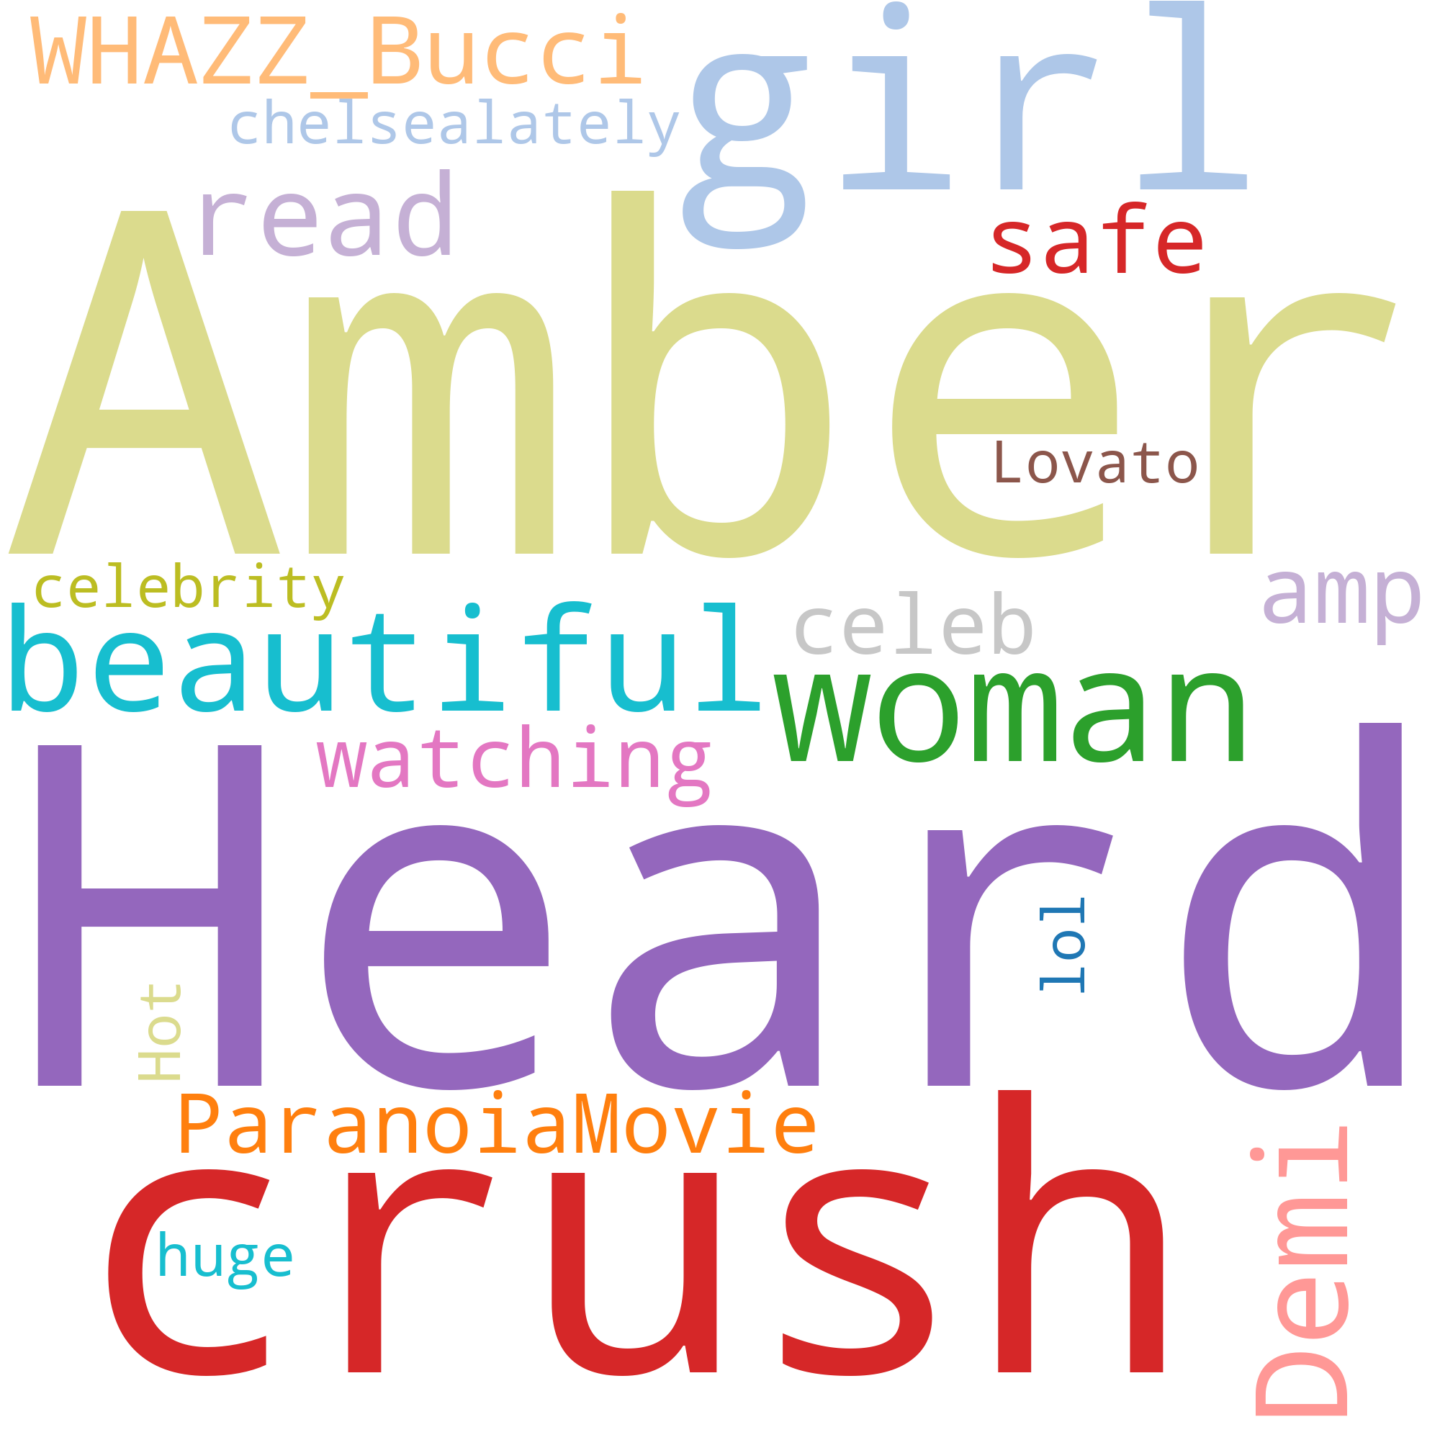 WHAZZ_Bucci
girl
chelsealately
read
safe
Amber
Lovato
celebrity
amp
celeb
beautiful
woman
watching
Heard
lol
Hot
ParanoiaMovie
crush
huge
Demi